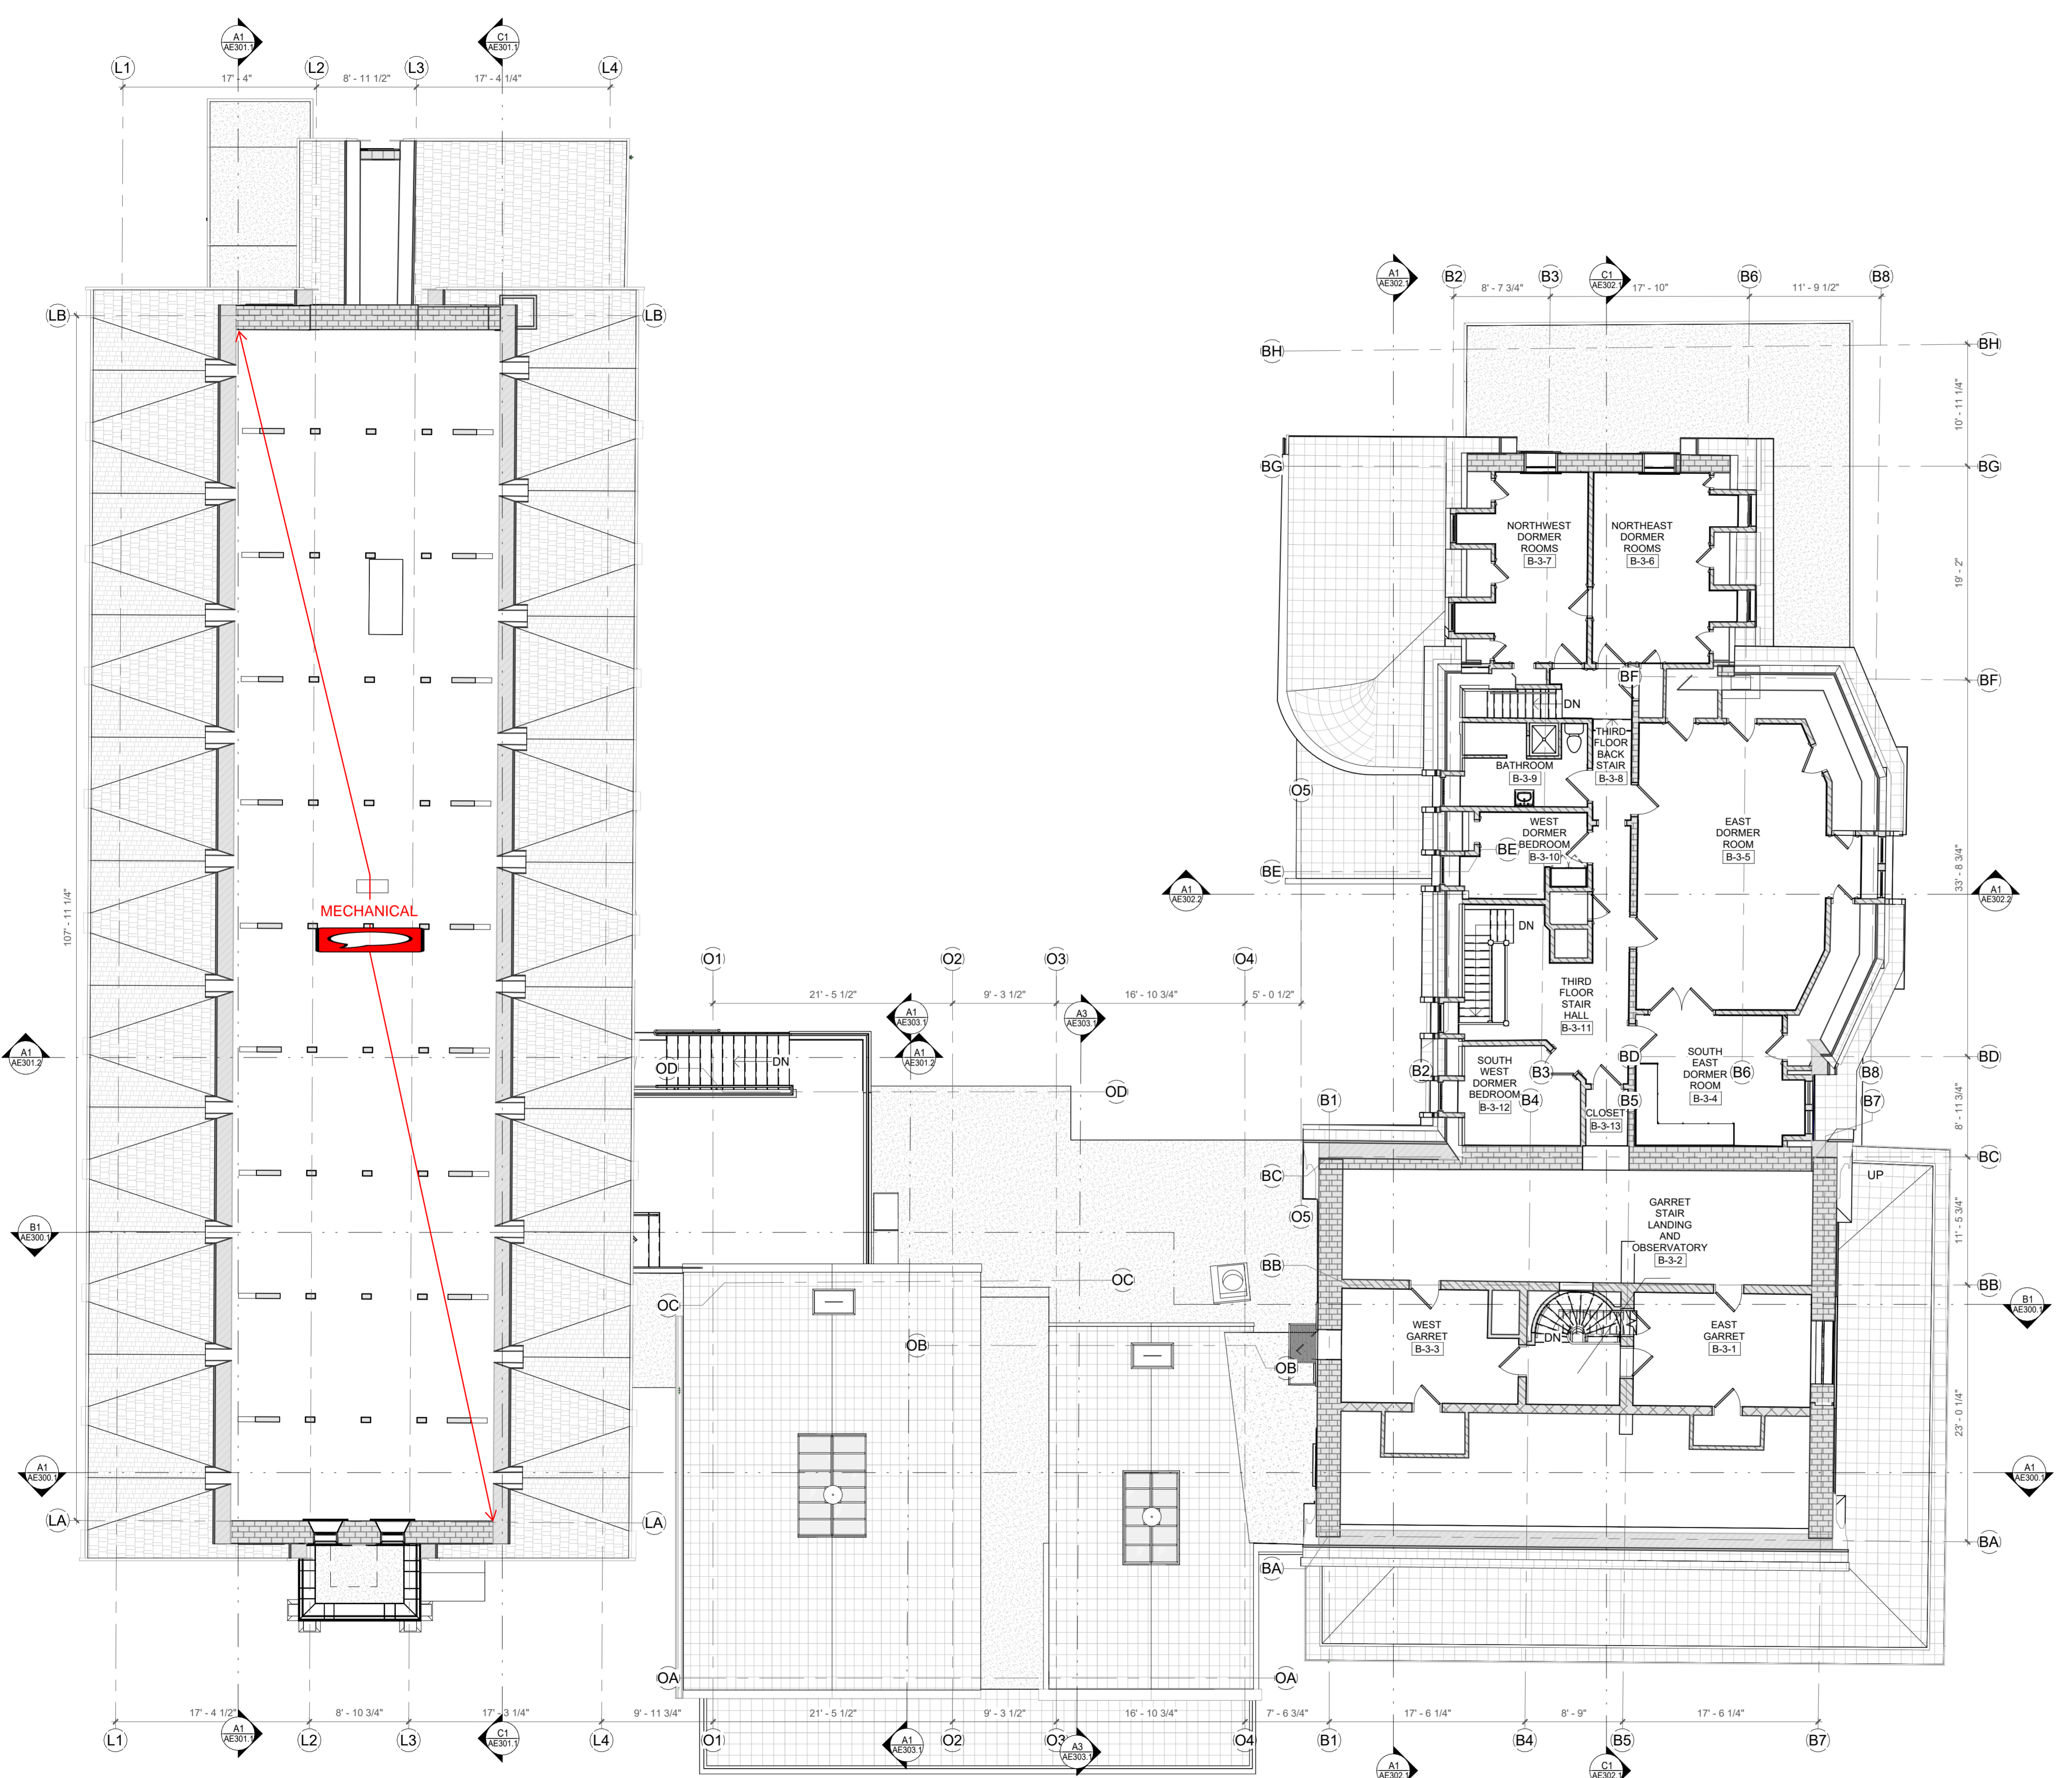 A1
AE301.1
C1
AE301.1
L1
L2
L3
L4
17' - 4"
8' - 11 1/2"
17' - 4 1/4"
A1
AE302.1
B2
B3
C1
AE302.1
B6
B8
8' - 7 3/4"
17' - 10"
11' - 9 1/2"
LB
LB
BH
BH
10' - 11 1/4"
BG
BG
NORTHWEST
DORMER
ROOMS
B-3-7
NORTHEAST
DORMER
ROOMS
B-3-6
19' - 2"
BF
BF
DN
THIRD
FLOOR
BACK
STAIR
B-3-8
BATHROOM
B-3-9
O5
WEST
DORMER
BEDROOM
B-3-10
EAST
DORMER
ROOM
B-3-5
BE
BE
33' - 8 3/4"
A1
AE302.2
A1
AE302.2
MECHANICAL
107' - 11 1/4"
DN
O1
O2
O3
O4
21' - 5 1/2"
9' - 3 1/2"
16' - 10 3/4"
5' - 0 1/2"
THIRD
FLOOR
STAIR
HALL
B-3-11
A1
AE303.1
A3
AE303.1
A1
AE301.2
A1
AE301.2
DN
OD
OD
B2
B3
BD
B6
B8
BD
SOUTH
WEST
DORMER
BEDROOM
B-3-12
SOUTH
EAST
DORMER
ROOM
B-3-4
B1
B4
B5
B7
CLOSET
B-3-13
8' - 11 3/4"
BC
BC
UP
O5
GARRET
STAIR
LANDING
AND
OBSERVATORY
B-3-2
11' - 5 3/4"
B1
AE300.1
BB
BB
OC
OC
B1
AE300.1
WEST
GARRET
B-3-3
DN
EAST
GARRET
B-3-1
OB
OB
23' - 0 1/4"
A1
AE300.1
A1
AE300.1
LA
LA
BA
BA
OA
OA
17' - 4 1/2"
8' - 10 3/4"
17' - 3 1/4"
9' - 11 3/4"
21' - 5 1/2"
9' - 3 1/2"
16' - 10 3/4"
7' - 6 3/4"
17' - 6 1/4"
8' - 9"
17' - 6 1/4"
L1
A1
AE301.1
L2
L3
C1
AE301.1
L4
O1
A1
AE303.1
O2
O3
A3
AE303.1
O4
B1
B4
B5
B7
A1
AE302.1
C1
AE302.1